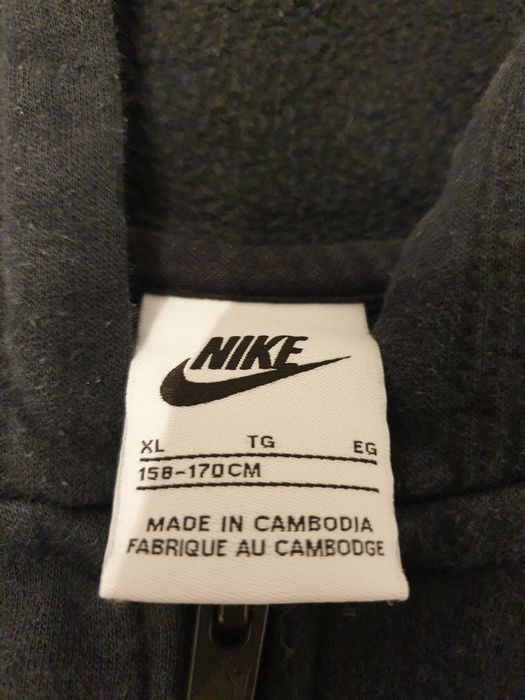 NIKE
XL TG EG
158-170CM
MADE IN CAMBODIA
FABRIQUE AU CAMBODGE